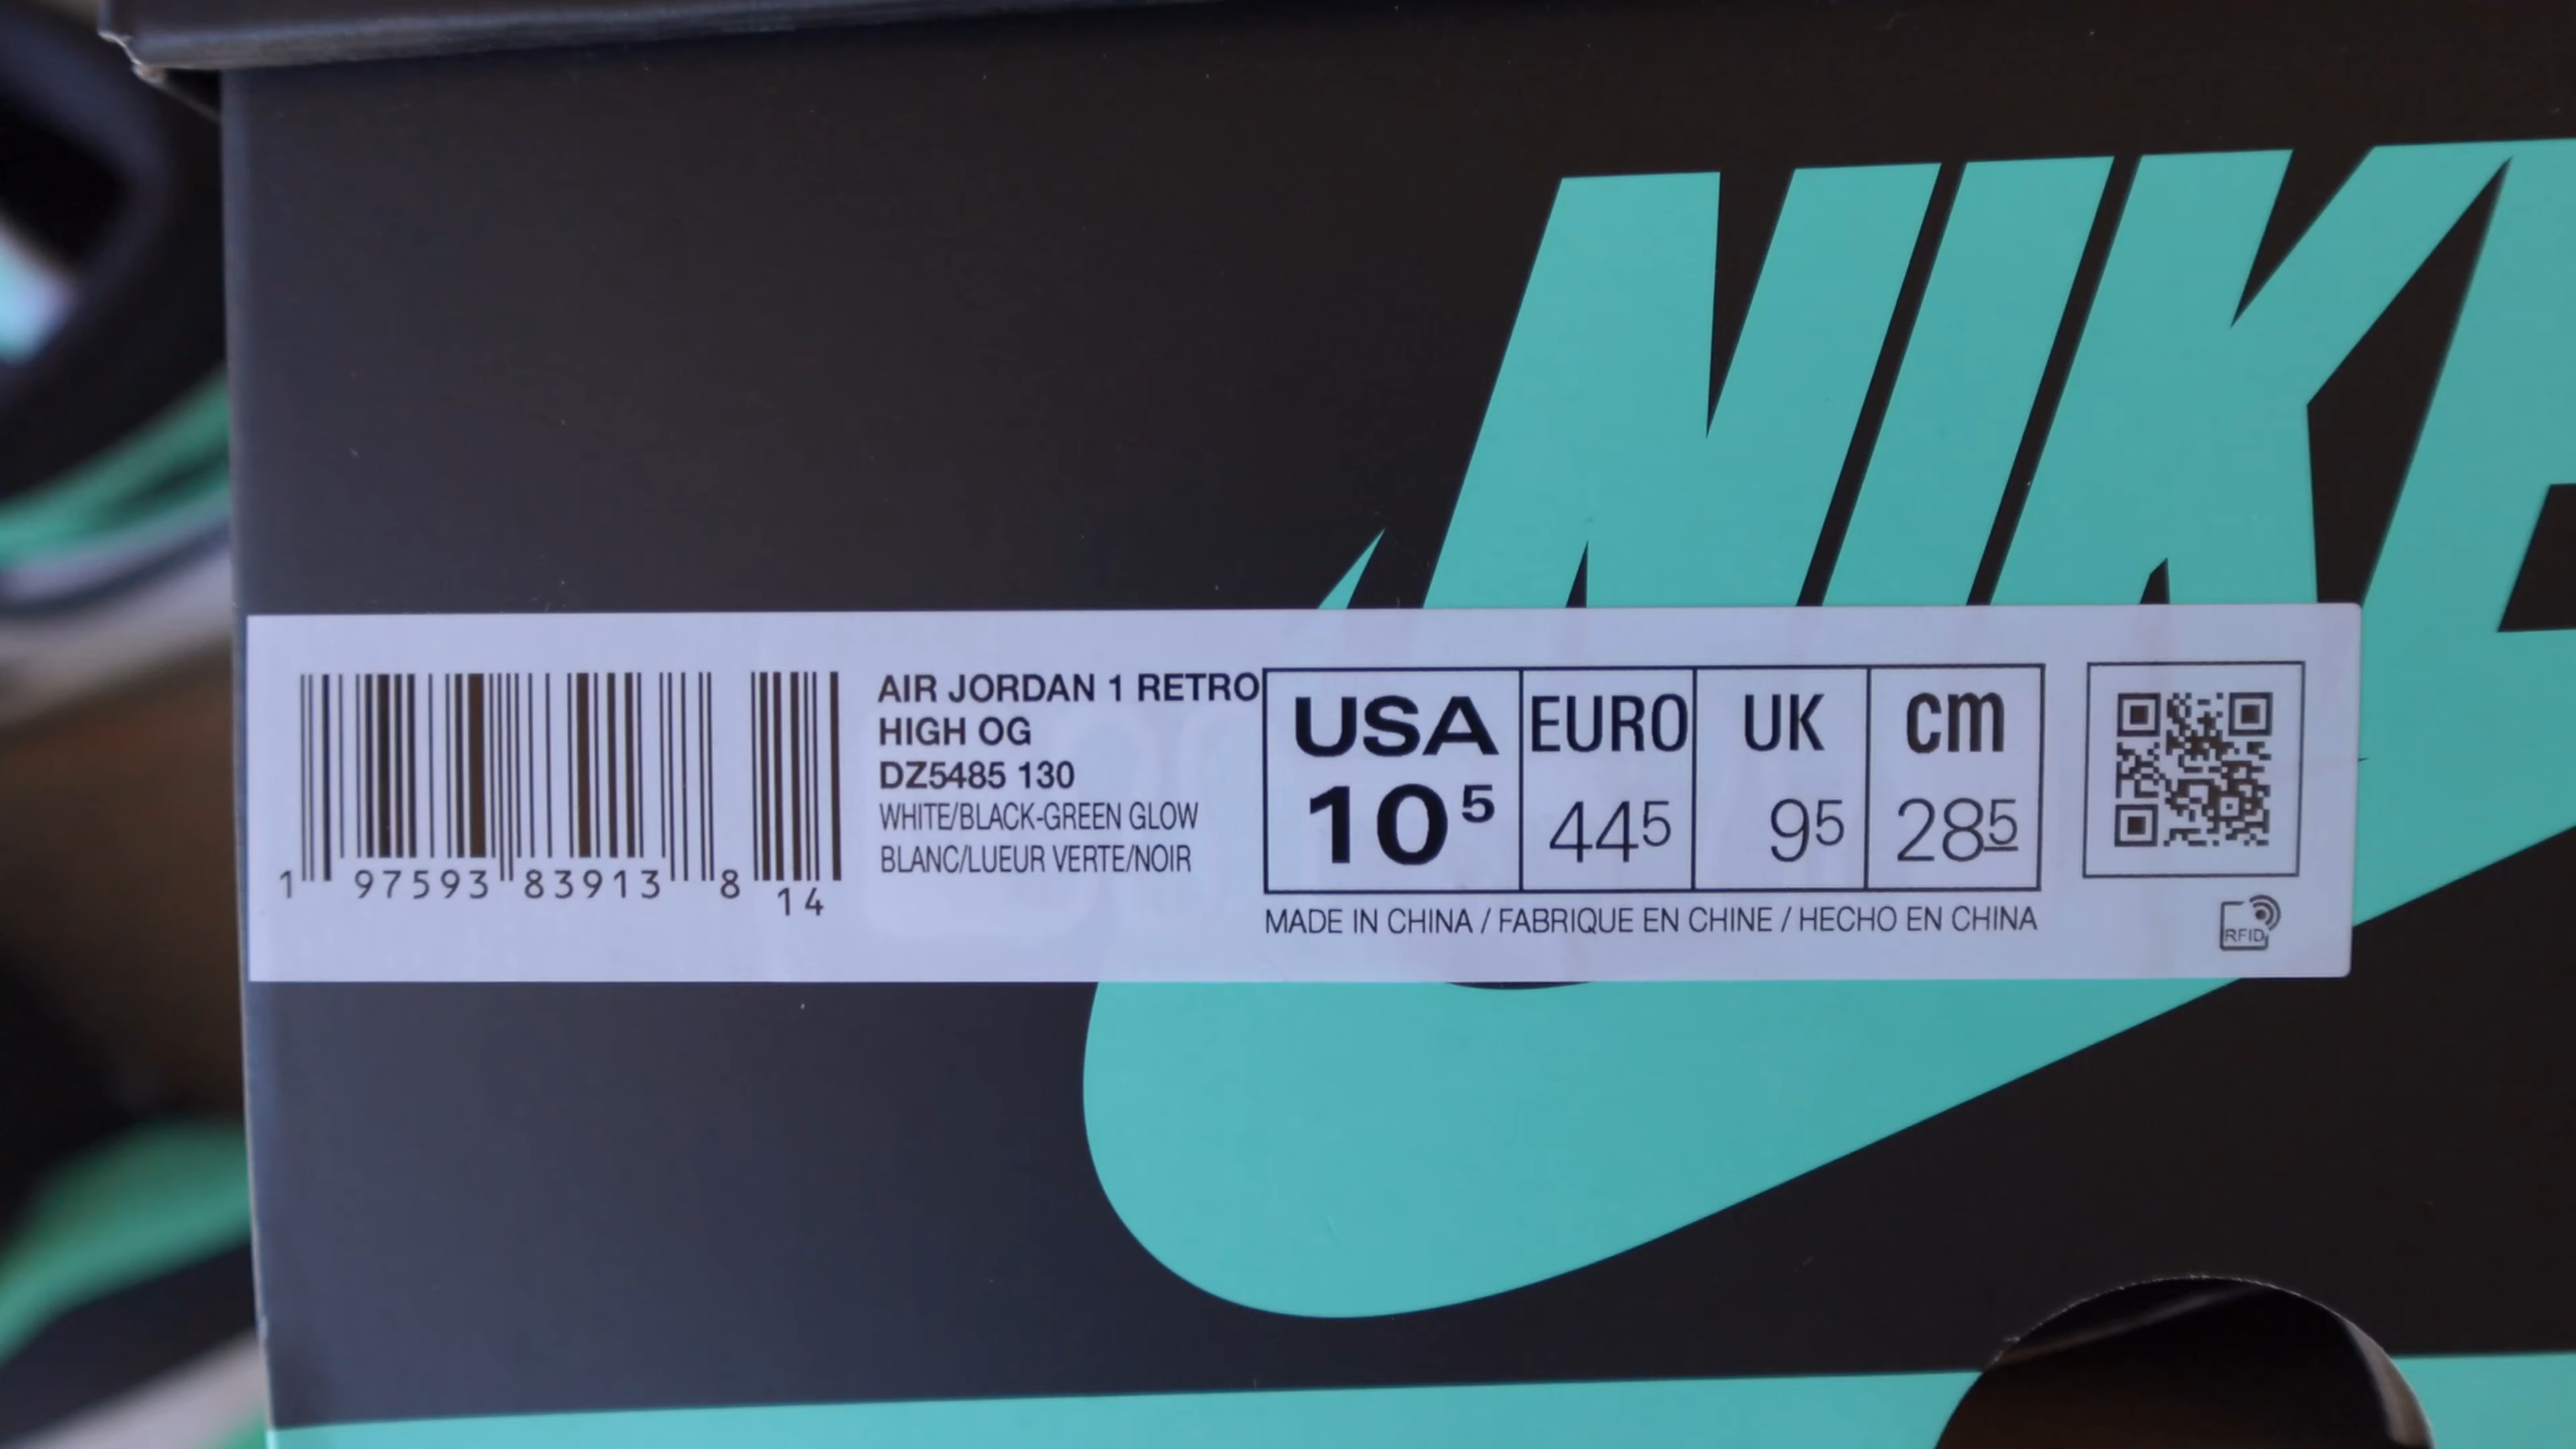 NIKE
AIR JORDAN 1 RETRO
HIGH OG
DZ5485 130
WHITE/BLACK-GREEN GLOW
BLANC/LUEUR VERTE/NOIR
1 97593 83913 8 14
USA EURO UK cm
10 5 44 5 9 5 28 5
MADE IN CHINA / FABRIQUE EN CHINE / HECHO EN CHINA
RFID